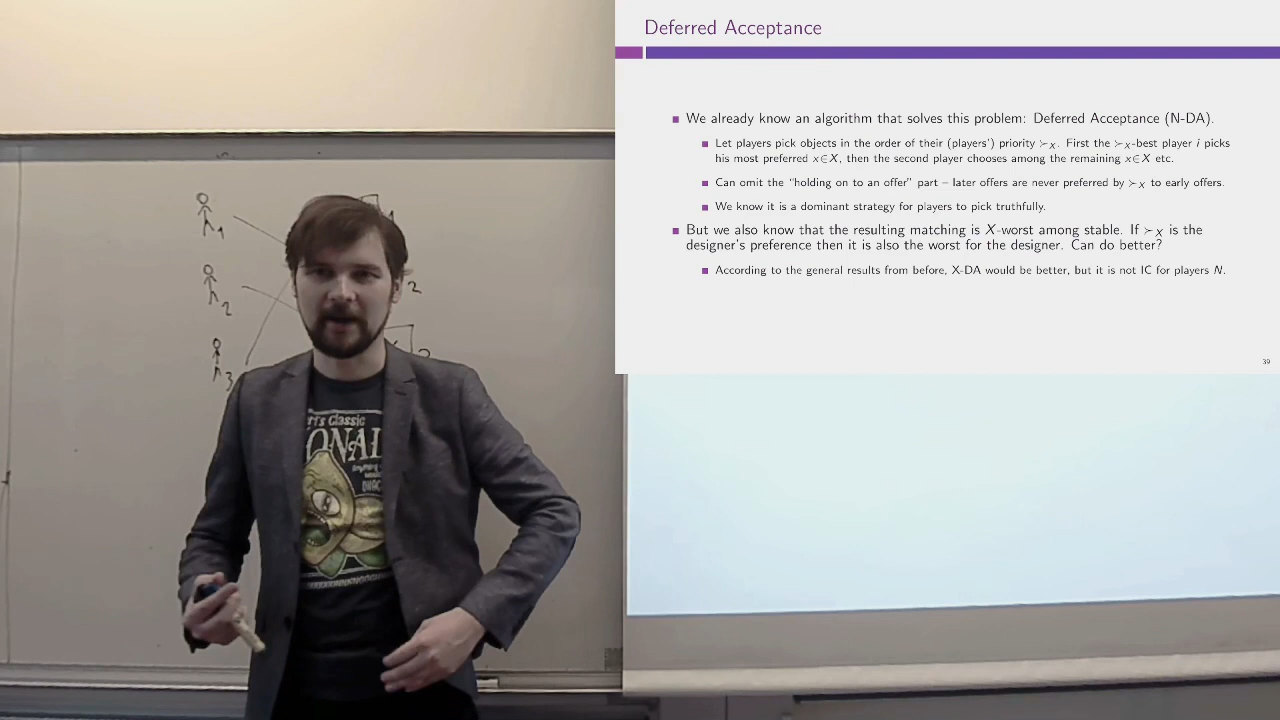 Deferred Acceptance
■ We already know an algorithm that solves this problem: Deferred Acceptance (N-DA).
■ Let players pick objects in the order of their (players') priority ≻X. First the ≻X-best player i picks
his most preferred x∈X, then the second player chooses among the remaining x∈X etc.
■ Can omit the "holding on to an offer" part – later offers are never preferred by ≻X to early offers.
■ We know it is a dominant strategy for players to pick truthfully.
■ But we also know that the resulting matching is X-worst among stable. If ≻X is the
designer's preference then it is also the worst for the designer. Can do better?
■ According to the general results from before, X-DA would be better, but it is not IC for players N.
39
1
2
2
3
Classic